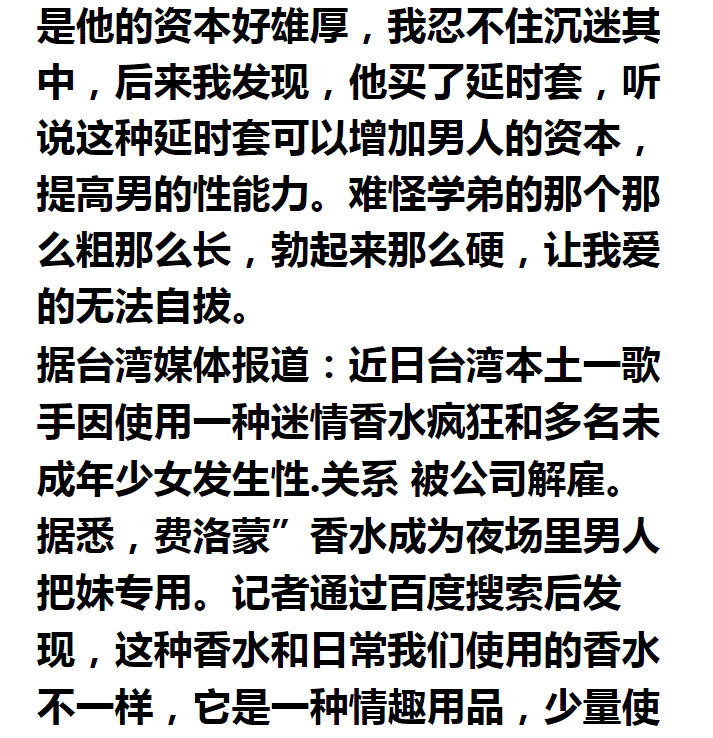 是他的资本好雄厚，我忍不住沉迷其
中，后来我发现，他买了延时套，听
说这种延时套可以增加男人的资本，
提高男的性能力。难怪学弟的那个那
么粗那么长，勃起来那么硬，让我爱
的无法自拔。
据台湾媒体报道：近日台湾本土一歌
手因使用一种迷情香水疯狂和多名未
成年少女发生性.关系 被公司解雇。
据悉，费洛蒙”香水成为夜场里男人
把妹专用。记者通过百度搜索后发
现，这种香水和日常我们使用的香水
不一样，它是一种情趣用品，少量使